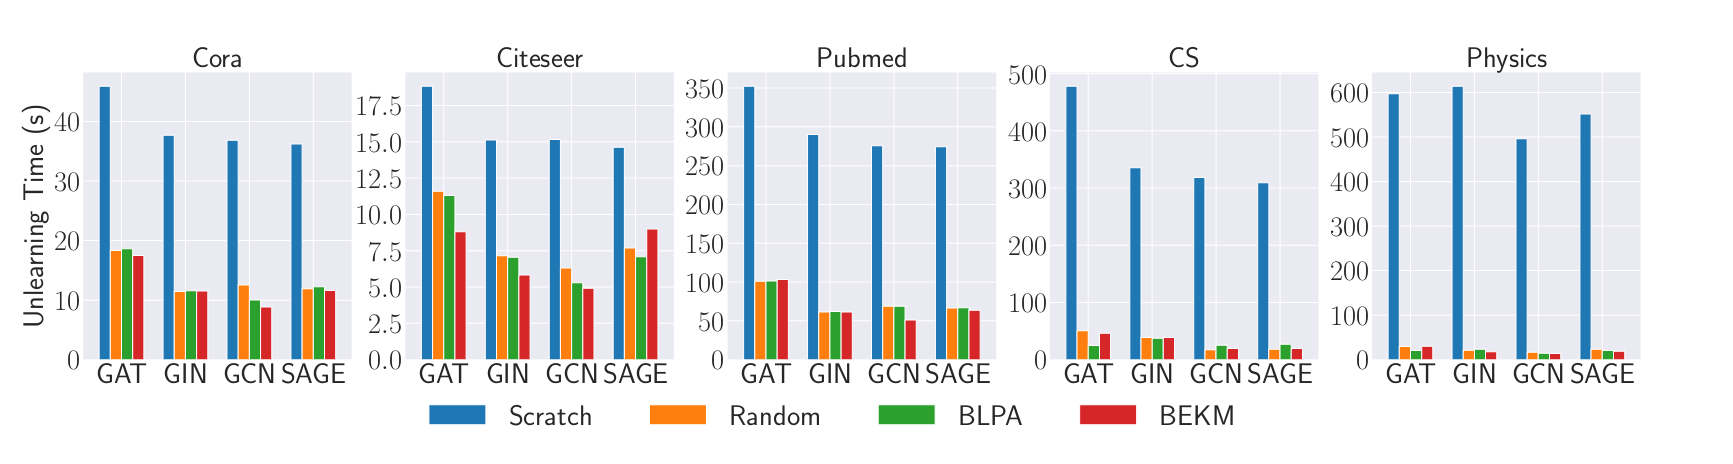 Cora
Citeseer
Pubmed
CS
Physics
Unlearning Time (s)
40
30
20
10
0
GAT GIN GCN SAGE
17.5
15.0
12.5
10.0
7.5
5.0
2.5
0.0
GAT GIN GCN SAGE
350
300
250
200
150
100
50
0
GAT GIN GCN SAGE
500
400
300
200
100
0
GAT GIN GCN SAGE
600
500
400
300
200
100
0
GAT GIN GCN SAGE
Scratch
Random
BLPA
BEKM